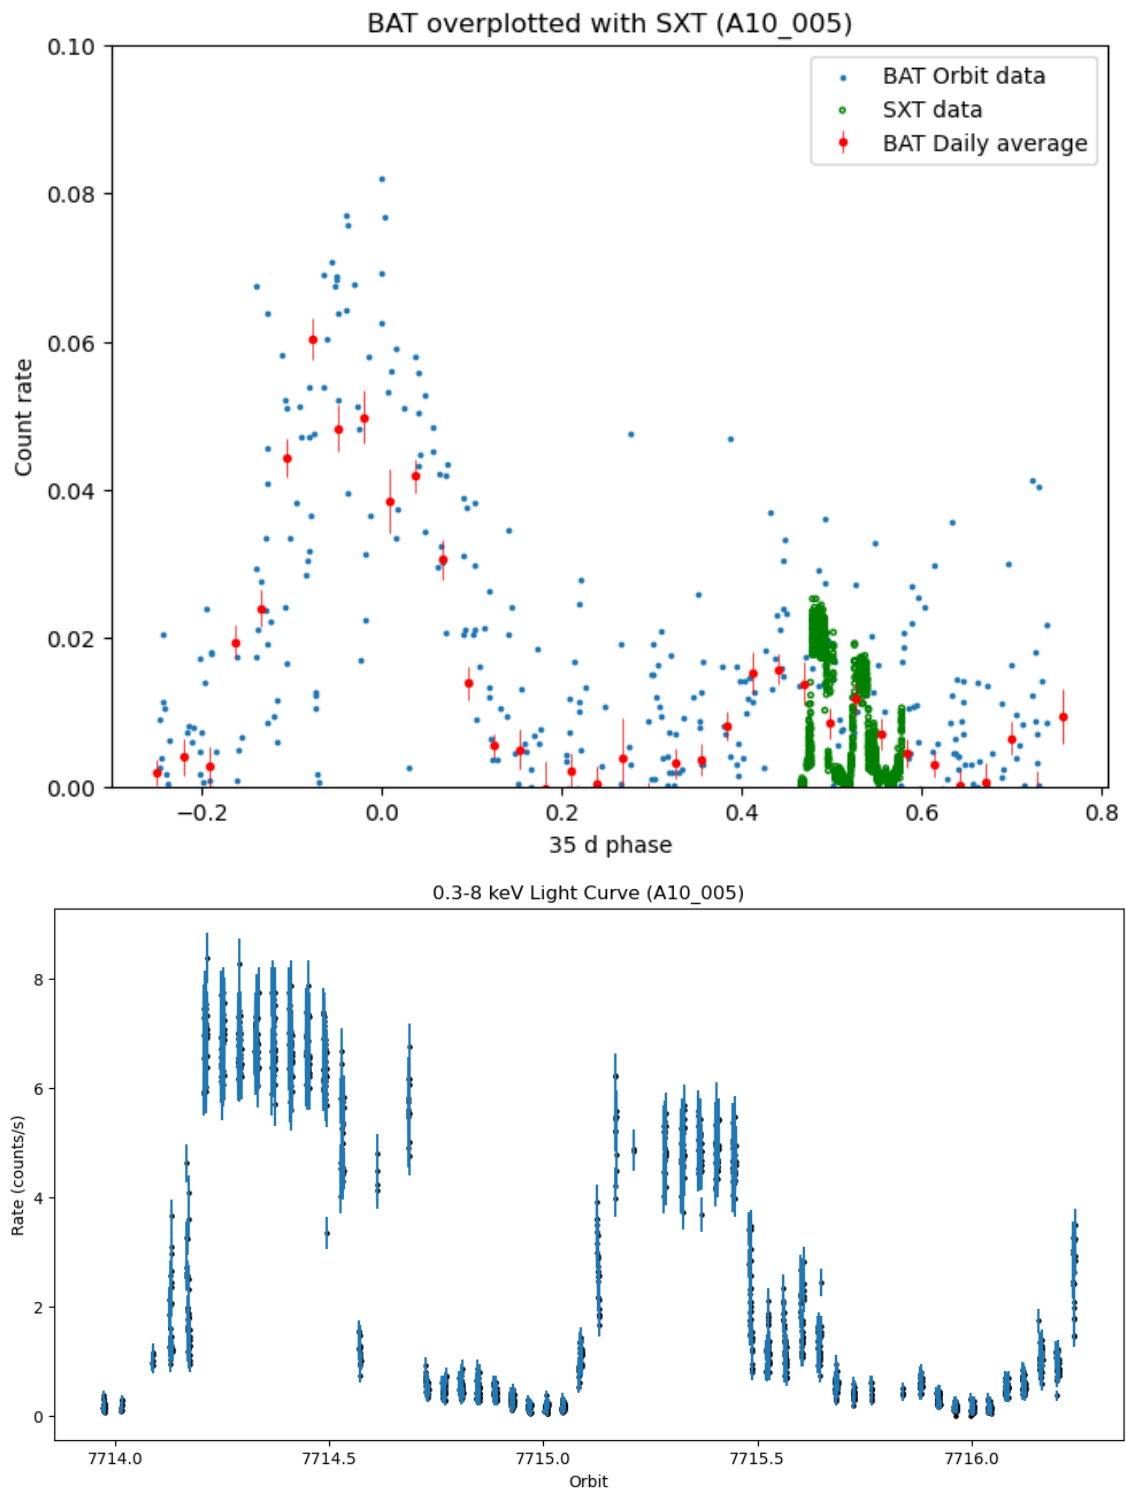 BAT overplotted with SXT (A10_005)
0.10
0.08
0.06
0.04
0.02
0.00
Count rate
BAT Orbit data
SXT data
BAT Daily average
−0.2 0.0 0.2 0.4 0.6 0.8
35 d phase
0.3-8 keV Light Curve (A10_005)
8
6
4
2
0
Rate (counts/s)
7714.0 7714.5 7715.0 7715.5 7716.0
Orbit